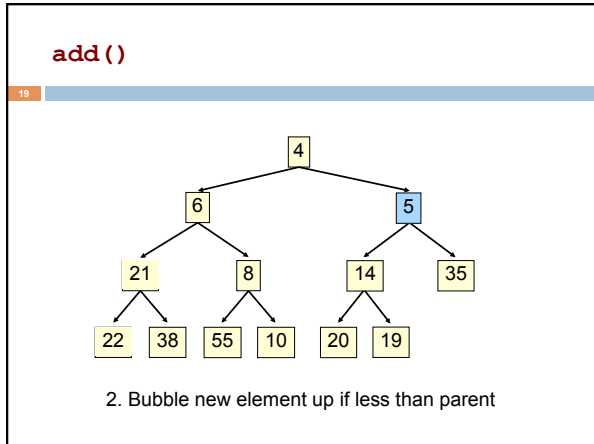 add()
19
4
6 5
21 8 14 35
22 38 55 10 20 19
2. Bubble new element up if less than parent